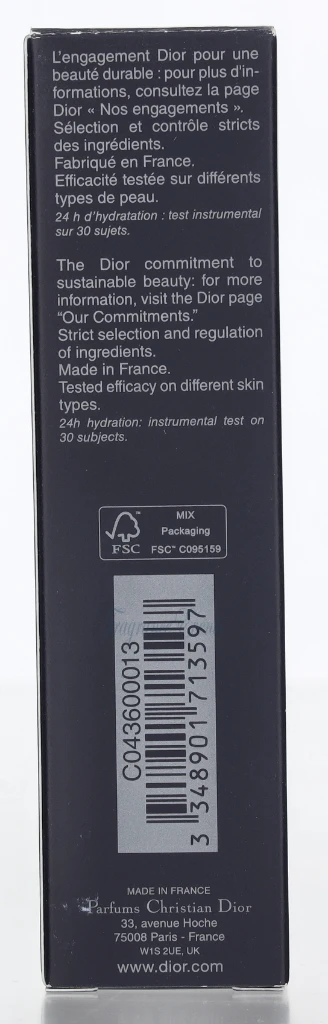 L'engagement Dior pour une
beauté durable : pour plus d'in-
formations, consultez la page
Dior « Nos engagements ».
Sélection et contrôle stricts
des ingrédients.
Fabriqué en France.
Efficacité testée sur différents
types de peau.
24 h d'hydratation : test instrumental
sur 30 sujets.
The Dior commitment to
sustainable beauty: for more
information, visit the Dior page
“Our Commitments.”
Strict selection and regulation
of ingredients.
Made in France.
Tested efficacy on different skin
types.
24h hydration: instrumental test on
30 subjects.
FSC
MIX
Packaging
FSC™ C095159
C043600013
3 348901 713597
MADE IN FRANCE
Parfums Christian Dior
33, avenue Hoche
75008 Paris - France
W1S 2UE, UK
www.dior.com